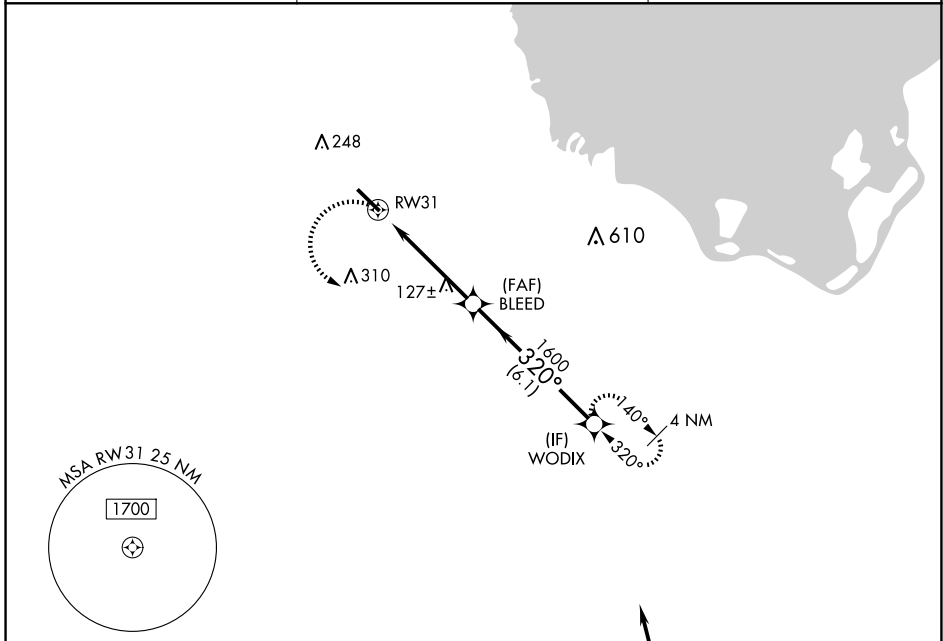 248
RW31
610
310
127±
(FAF)
BLEED
1600
320°
(6.1)
140°
4 NM
320°
(IF)
WODIX
MSA RW31 25 NM
1700